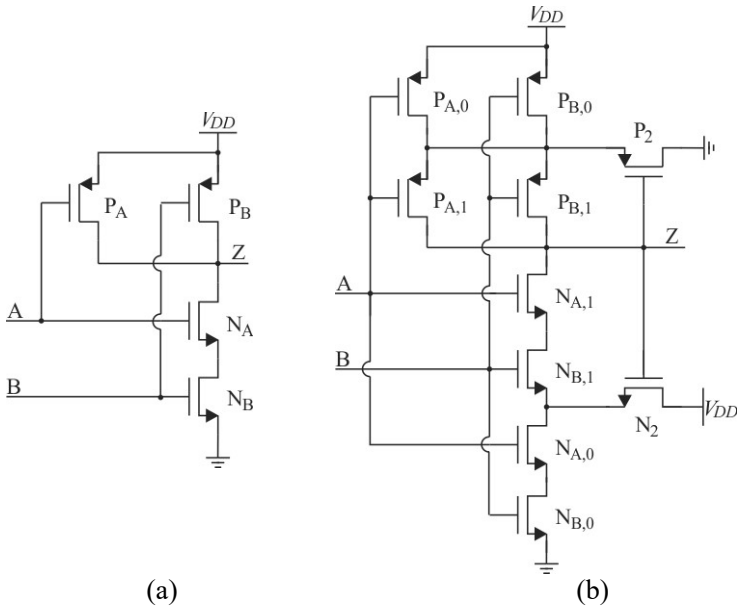 VDD
PA
PB
Z
A
NA
B
NB
(a)
VDD
PA,0
PB,0
P2
PA,1
PB,1
Z
A
NA,1
B
NB,1
VDD
N2
NA,0
NB,0
(b)